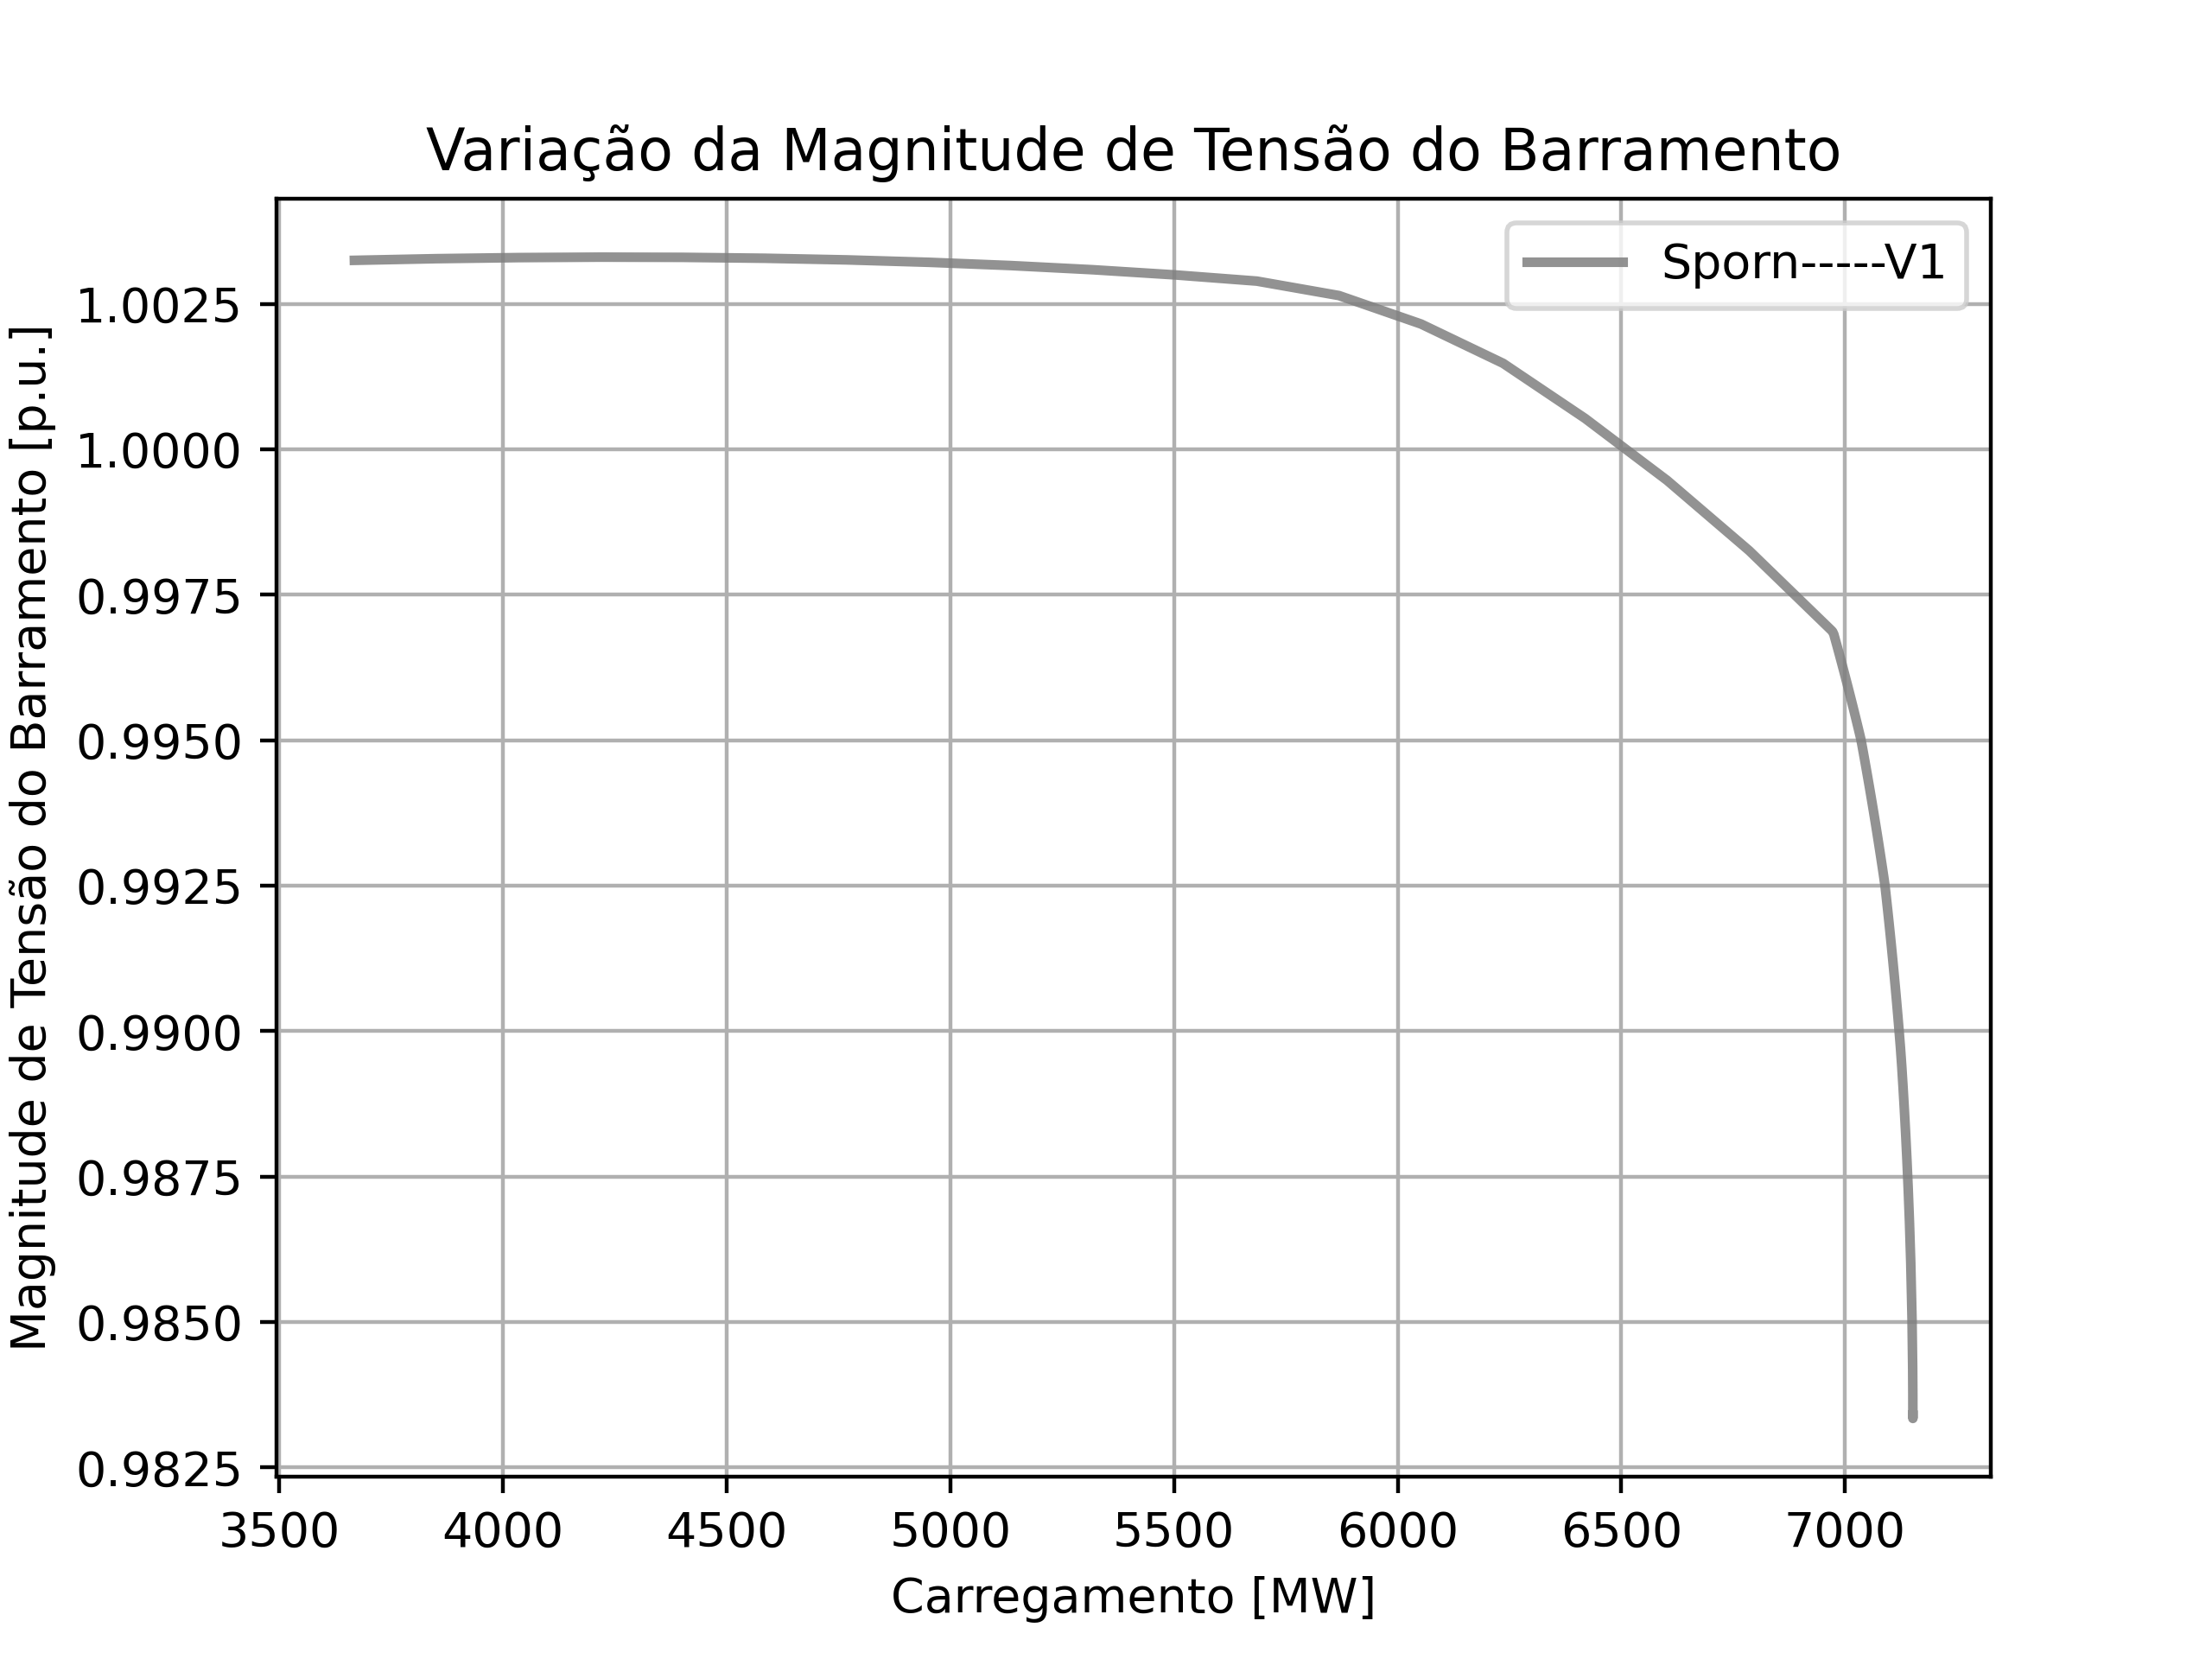 Variação da Magnitude de Tensão do Barramento
Sporn-----V1
Magnitude de Tensão do Barramento [p.u.]
1.0025
1.0000
0.9975
0.9950
0.9925
0.9900
0.9875
0.9850
0.9825
3500 4000 4500 5000 5500 6000 6500 7000
Carregamento [MW]